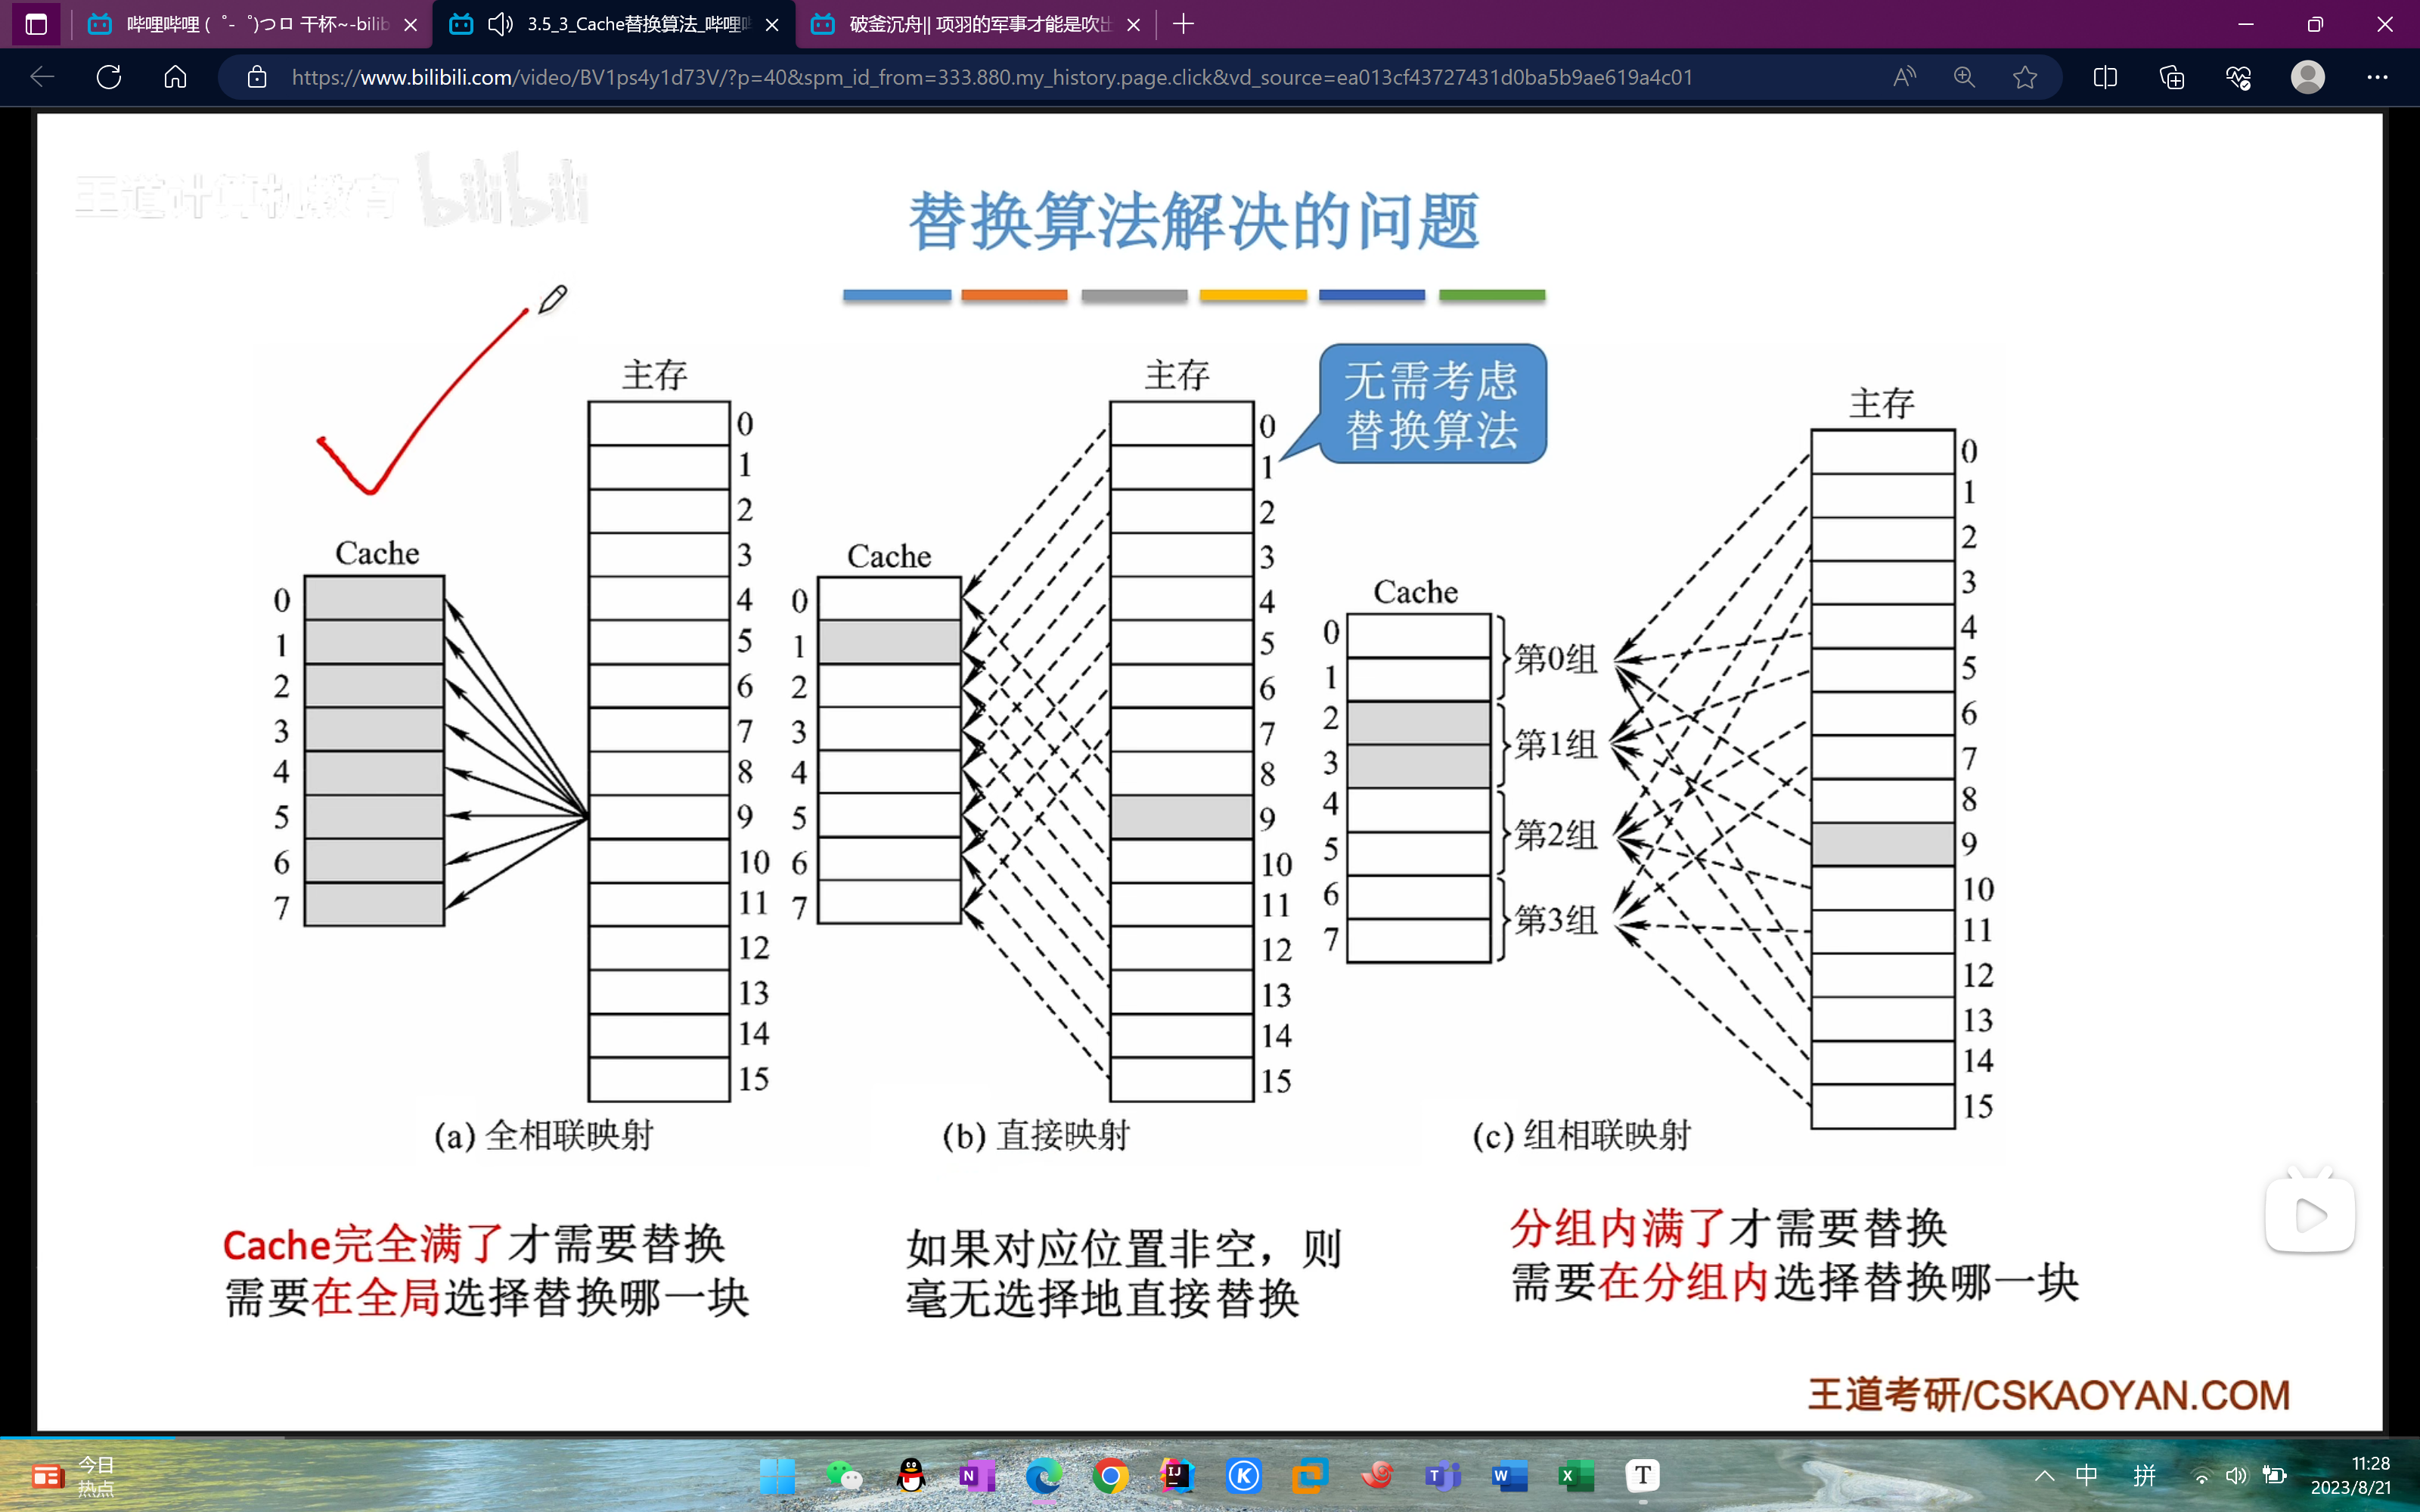 哔哩哔哩 (゜-゜)つロ 干杯~-bilib
3.5_3_Cache替换算法_哔哩
破釜沉舟|| 项羽的军事才能是吹出
https://www.bilibili.com/video/BV1ps4y1d73V/?p=40&spm_id_from=333.880.my_history.page.click&vd_source=ea013cf43727431d0ba5b9ae619a4c01
王道计算机教育 bilibili
替换算法解决的问题
主存
0
1
2
3
4
5
6
7
8
9
10
11
12
13
14
15
Cache
0
1
2
3
4
5
6
7
(a) 全相联映射
Cache完全满了才需要替换
需要在全局选择替换哪一块
主存
0
1
2
3
4
5
6
7
8
9
10
11
12
13
14
15
无需考虑
替换算法
Cache
0
1
2
3
4
5
6
7
(b) 直接映射
如果对应位置非空，则
毫无选择地直接替换
主存
0
1
2
3
4
5
6
7
8
9
10
11
12
13
14
15
Cache
0
1
2
3
4
5
6
7
第0组
第1组
第2组
第3组
(c) 组相联映射
分组内满了才需要替换
需要在分组内选择替换哪一块
王道考研/CSKAOYAN.COM
今日
热点
中
拼
11:28
2023/8/21